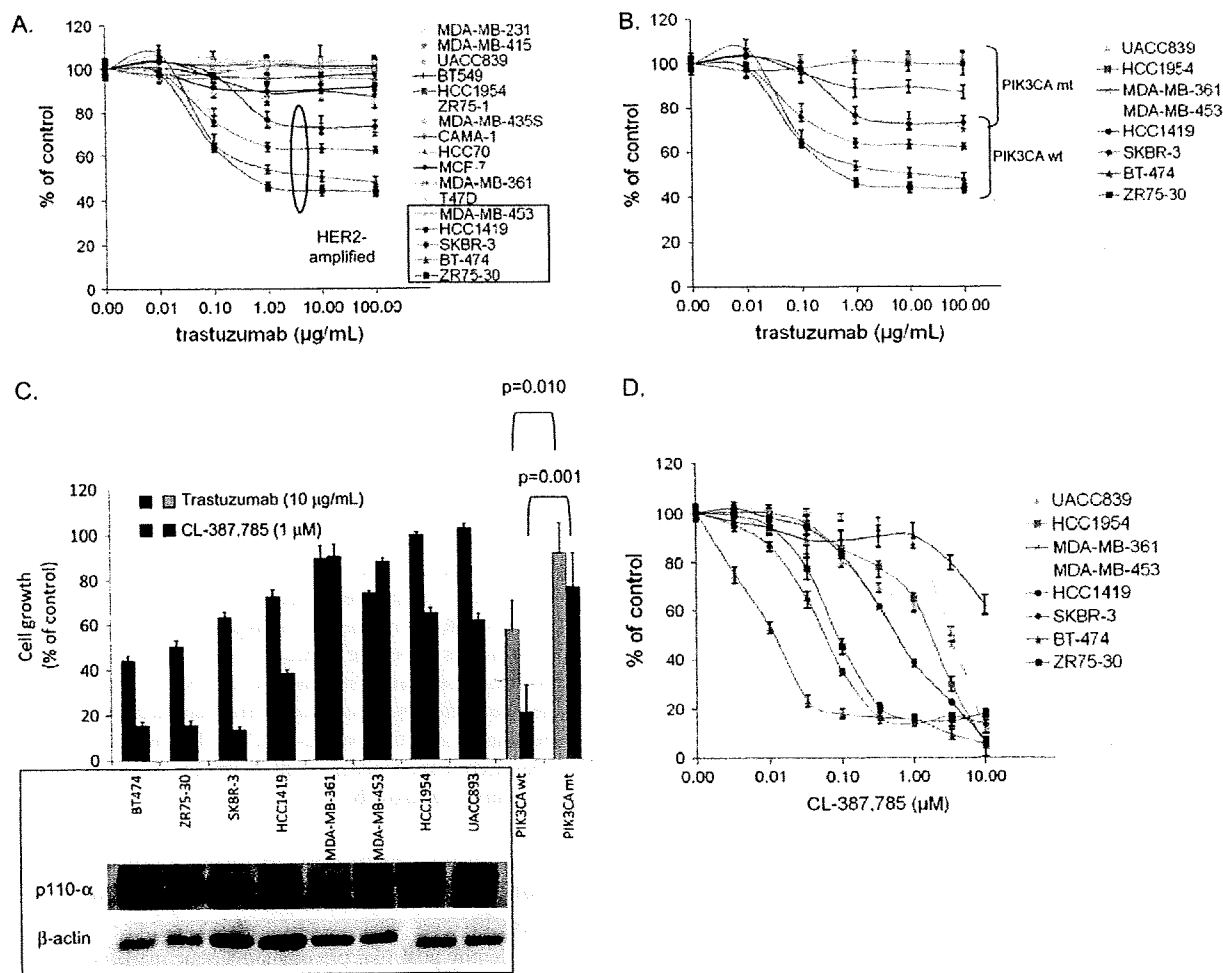 A.
120
100
80
60
40
20
0
% of control
0.00 0.01 0.10 1.00 10.00 100.00
trastuzumab (µg/mL)
HER2-
amplified
MDA-MB-231
MDA-MB-415
UACC839
BT549
HCC1954
ZR75-1
MDA-MB-435S
CAMA-1
HCC70
MCF-7
MDA-MB-361
T47D
MDA-MB-453
HCC1419
SKBR-3
BT-474
ZR75-30
B.
120
100
80
60
40
20
0
% of control
0.00 0.01 0.10 1.00 10.00 100.00
trastuzumab (µg/mL)
PIK3CA mt
PIK3CA wt
UACC839
HCC1954
MDA-MB-361
MDA-MB-453
HCC1419
SKBR-3
BT-474
ZR75-30
C.
p=0.010
p=0.001
120
100
80
60
40
20
0
Cell growth
(% of control)
Trastuzumab (10 µg/mL)
CL-387,785 (1 µM)
BT474
ZR75-30
SKBR-3
HCC1419
MDA-MB-361
MDA-MB-453
HCC1954
UACC893
PIK3CA wt
PIK3CA mt
p110-α
β-actin
D.
120
100
80
60
40
20
0
% of control
0.00 0.01 0.10 1.00 10.00
CL-387,785 (µM)
UACC839
HCC1954
MDA-MB-361
MDA-MB-453
HCC1419
SKBR-3
BT-474
ZR75-30